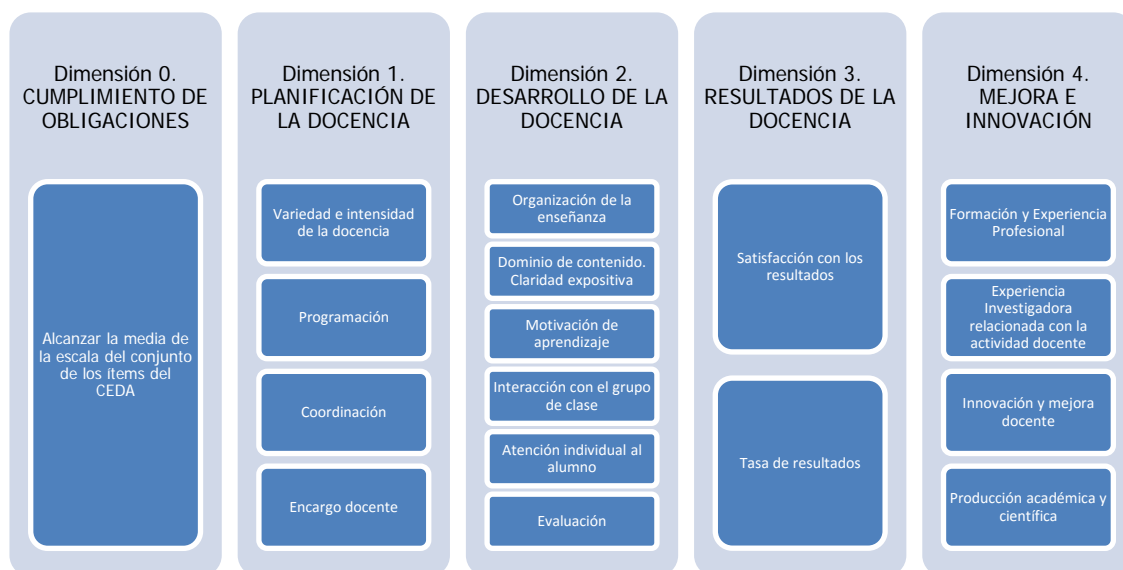 Dimensión 0.
CUMPLIMIENTO DE
OBLIGACIONES
Alcanzar la media de
la escala del conjunto
de los ítems del
CEDA
Dimensión 1.
PLANIFICACIÓN DE
LA DOCENCIA
Variedad e intensidad
de la docencia
Programación
Coordinación
Encargo docente
Dimensión 2.
DESARROLLO DE LA
DOCENCIA
Organización de la
enseñanza
Dominio de contenido.
Claridad expositiva
Motivación de
aprendizaje
Interacción con el grupo
de clase
Atención individual al
alumno
Evaluación
Dimensión 3.
RESULTADOS DE LA
DOCENCIA
Satisfacción con los
resultados
Tasa de resultados
Dimensión 4.
MEJORA E
INNOVACIÓN
Formación y Experiencia
Profesional
Experiencia
Investigadora
relacionada con la
actividad docente
Innovación y mejora
docente
Producción académica y
científica